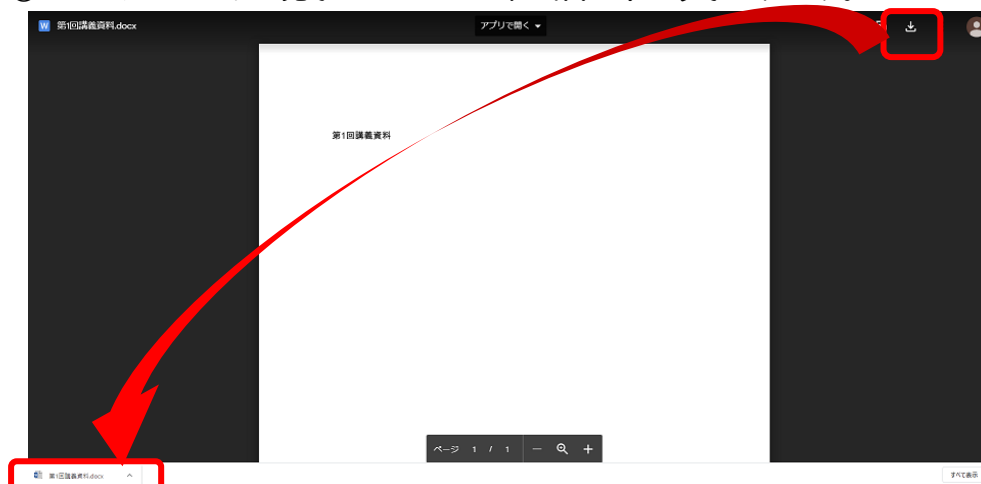 第1回講義資料.docx
アプリで開く
第1回講義資料
ページ 1 / 1
第1回講義資料.docx
すべて表示